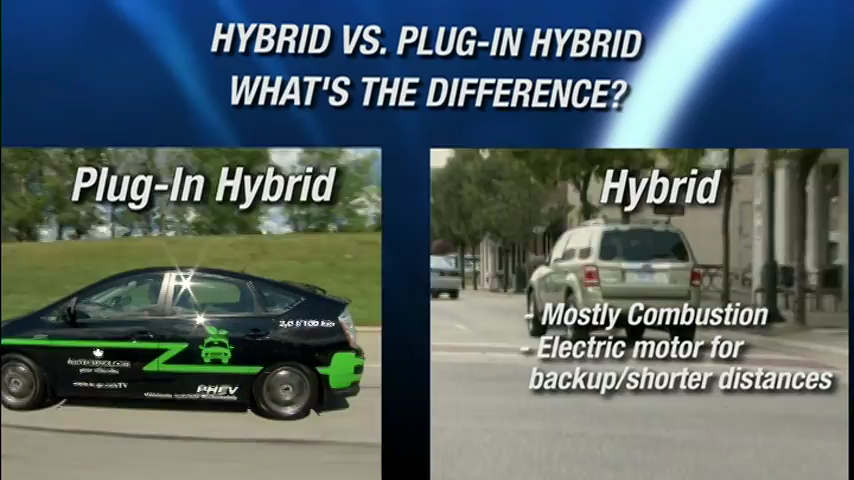 HYBRID VS. PLUG-IN HYBRID
WHAT'S THE DIFFERENCE?
Plug-In Hybrid
Hybrid
Mostly Combustion
Electric motor for
backup/shorter distances
PHEV